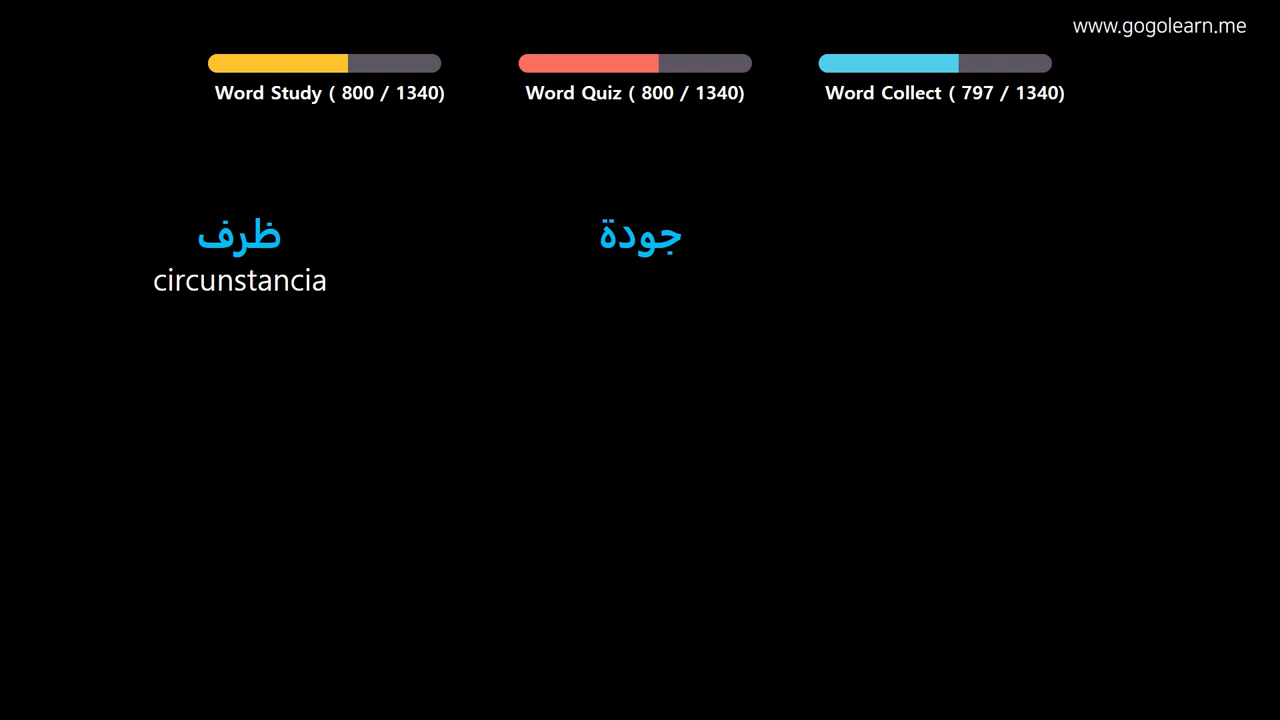 www.gogolearn.me
Word Study ( 800 / 1340)
Word Quiz ( 800 / 1340)
Word Collect ( 797 / 1340)
ظرف
circunstancia
جودة